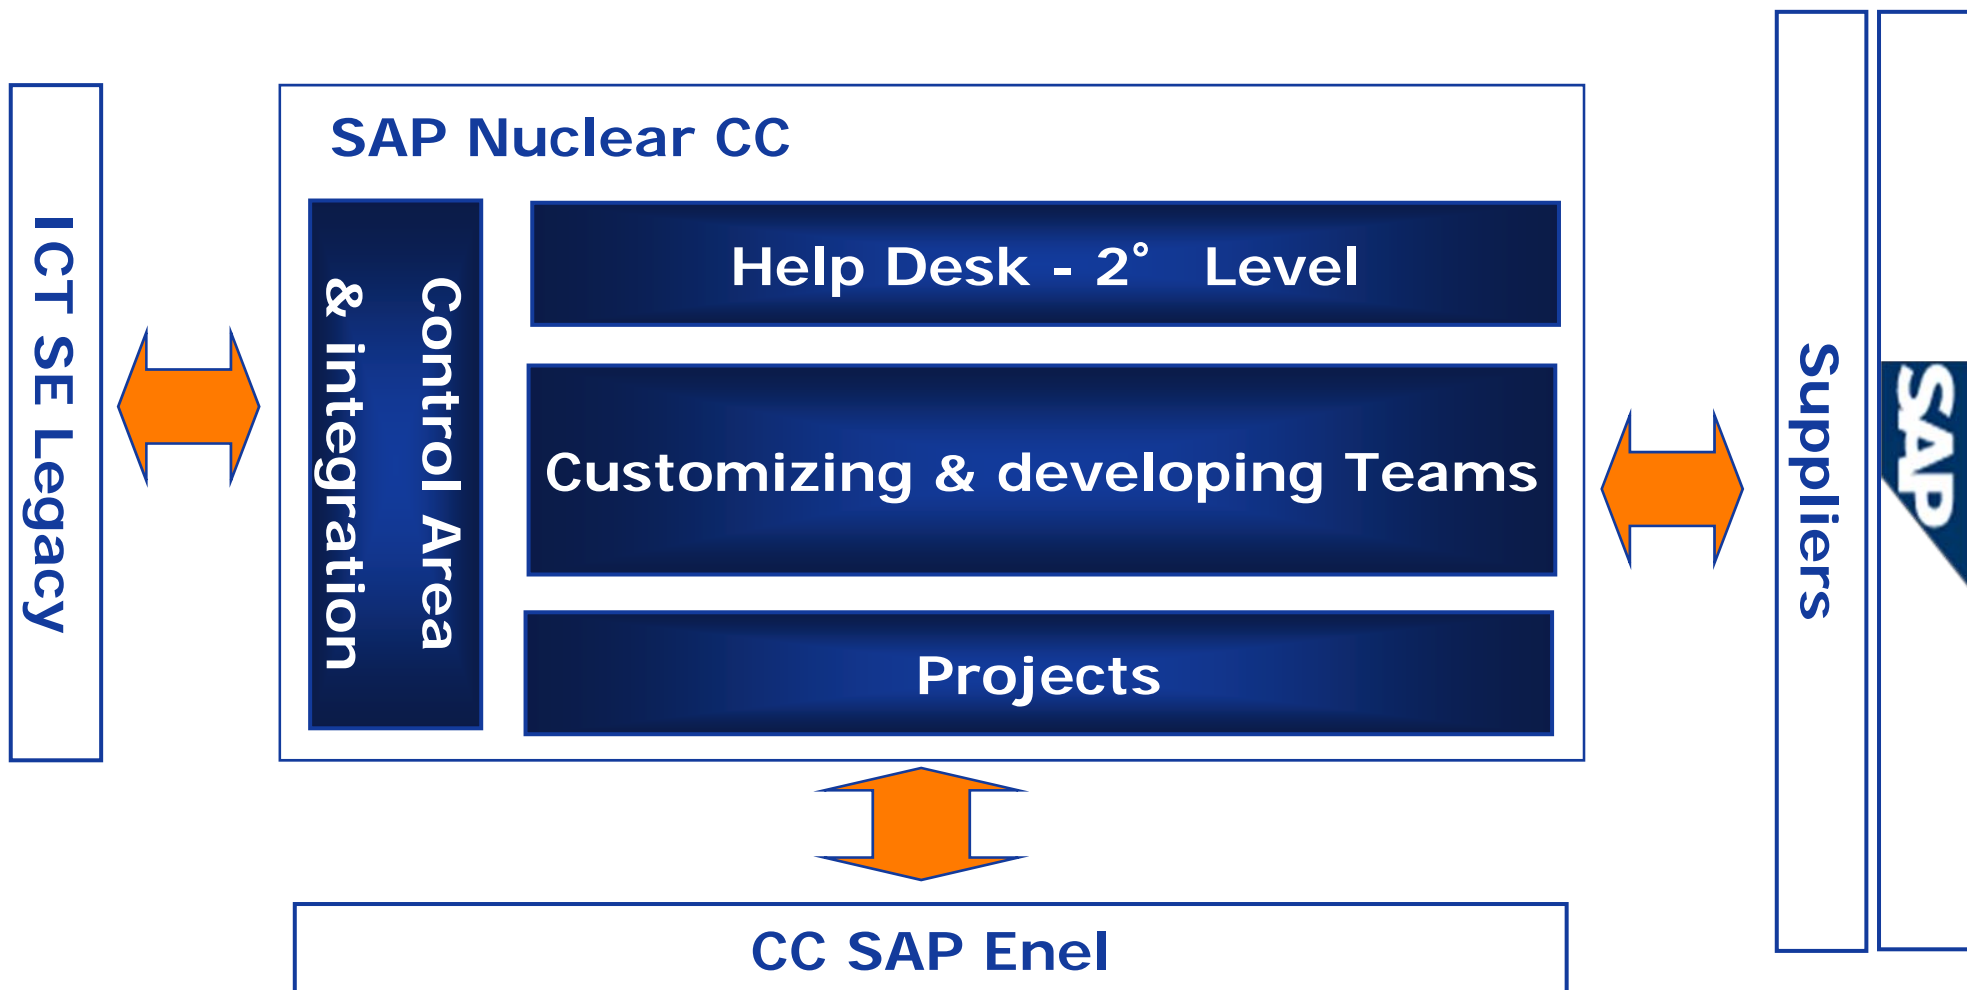 SAP Nuclear CC
ICT SE Legacy
Control Area
& integration
Help Desk - 2° Level
Customizing & developing Teams
Projects
Suppliers
SAP
CC SAP Enel